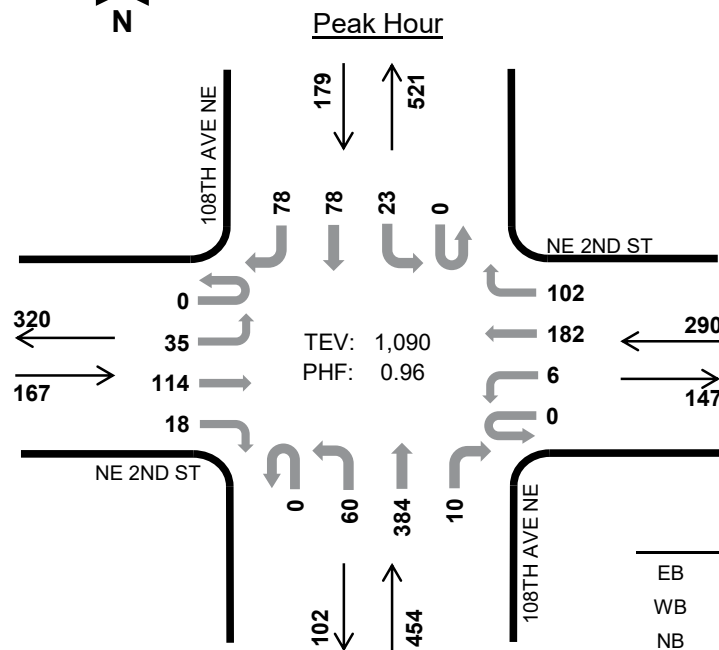 N
Peak Hour
179
521
108TH AVE NE
78
78
23
0
NE 2ND ST
0
102
320
35
TEV: 1,090
182
290
114
PHF: 0.96
6
167
147
18
0
NE 2ND ST
0
60
384
10
108TH AVE NE
102
454
EB
WB
NB